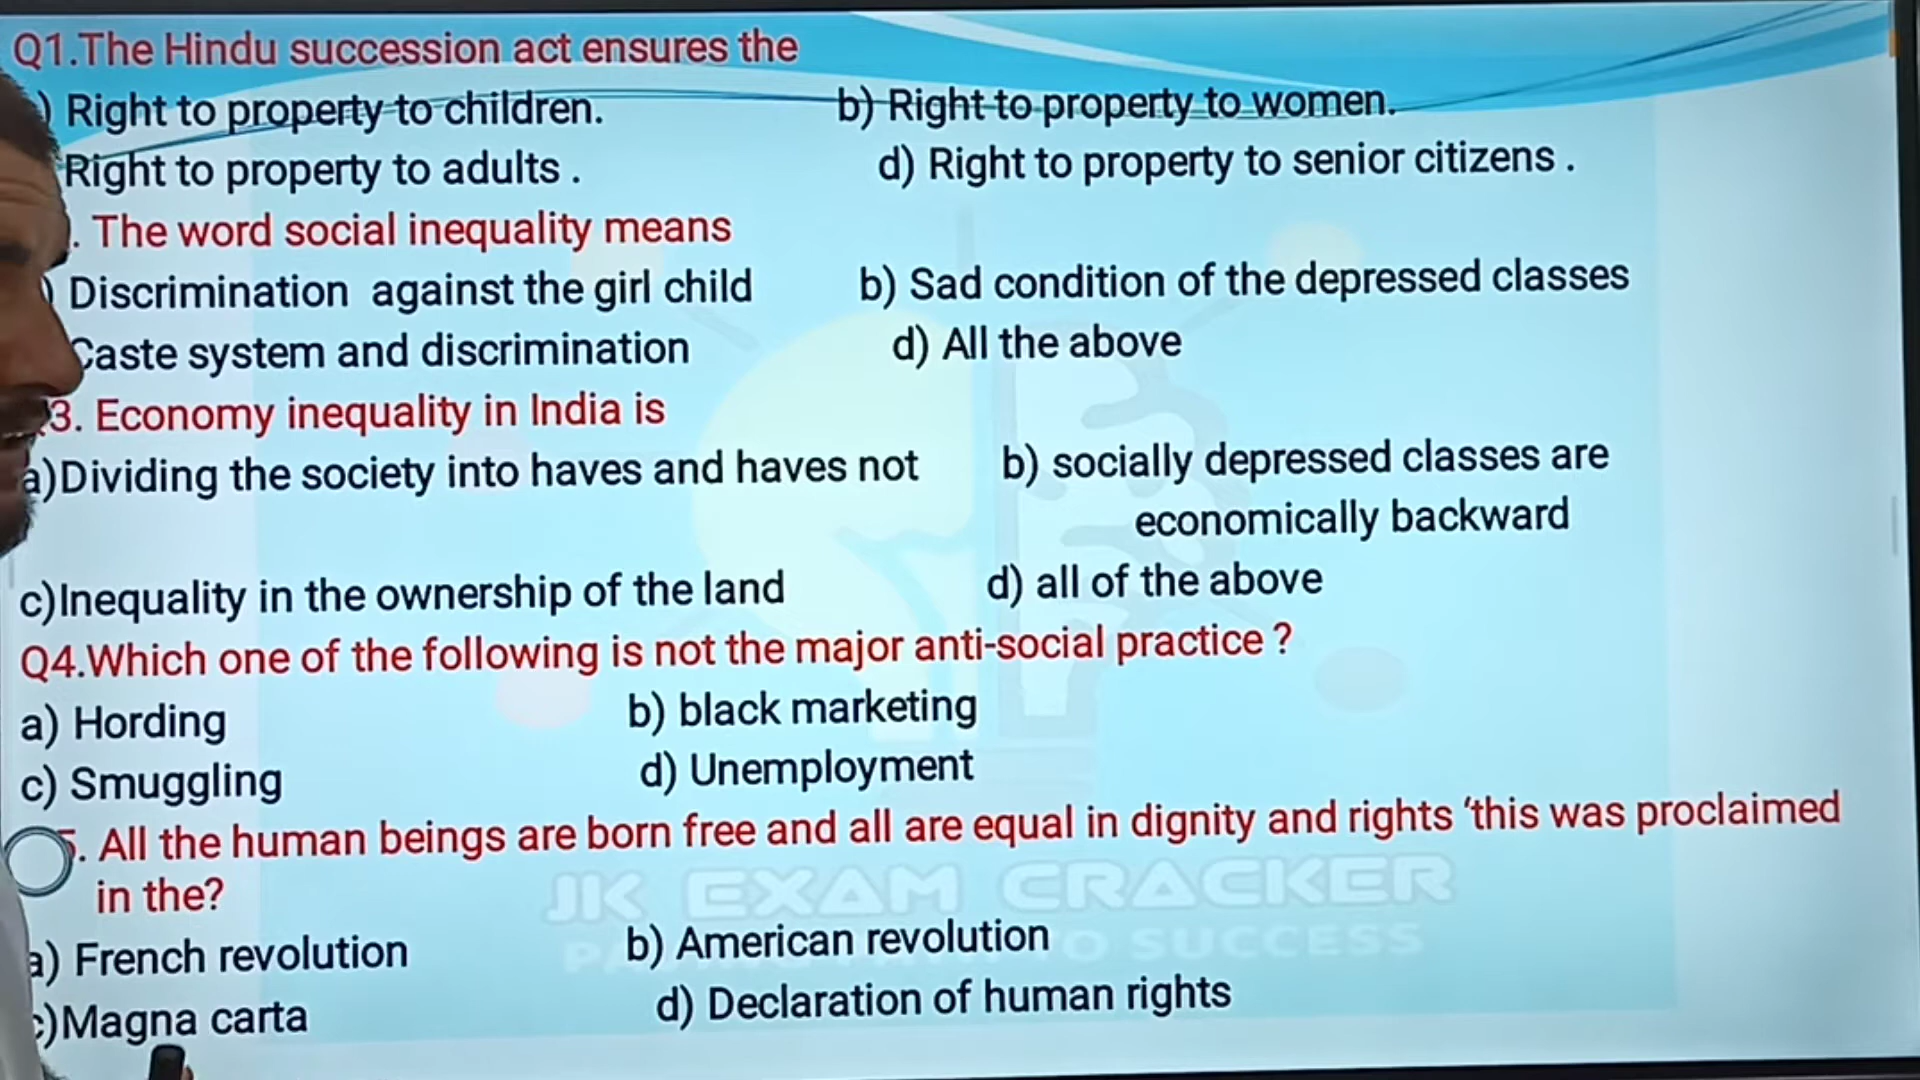 Q1.The Hindu succession act ensures the
) Right to property to children. b) Right to property to women.
Right to property to adults . d) Right to property to senior citizens .
. The word social inequality means
) Discrimination against the girl child b) Sad condition of the depressed classes
Caste system and discrimination d) All the above
3. Economy inequality in India is
a)Dividing the society into haves and haves not b) socially depressed classes are
economically backward
c)Inequality in the ownership of the land d) all of the above
Q4.Which one of the following is not the major anti-social practice ?
a) Hording b) black marketing
c) Smuggling d) Unemployment
5. All the human beings are born free and all are equal in dignity and rights ‘this was proclaimed
in the?
JK EXAM CRACKER
a) French revolution b) American revolution
TO SUCCESS
c)Magna carta d) Declaration of human rights